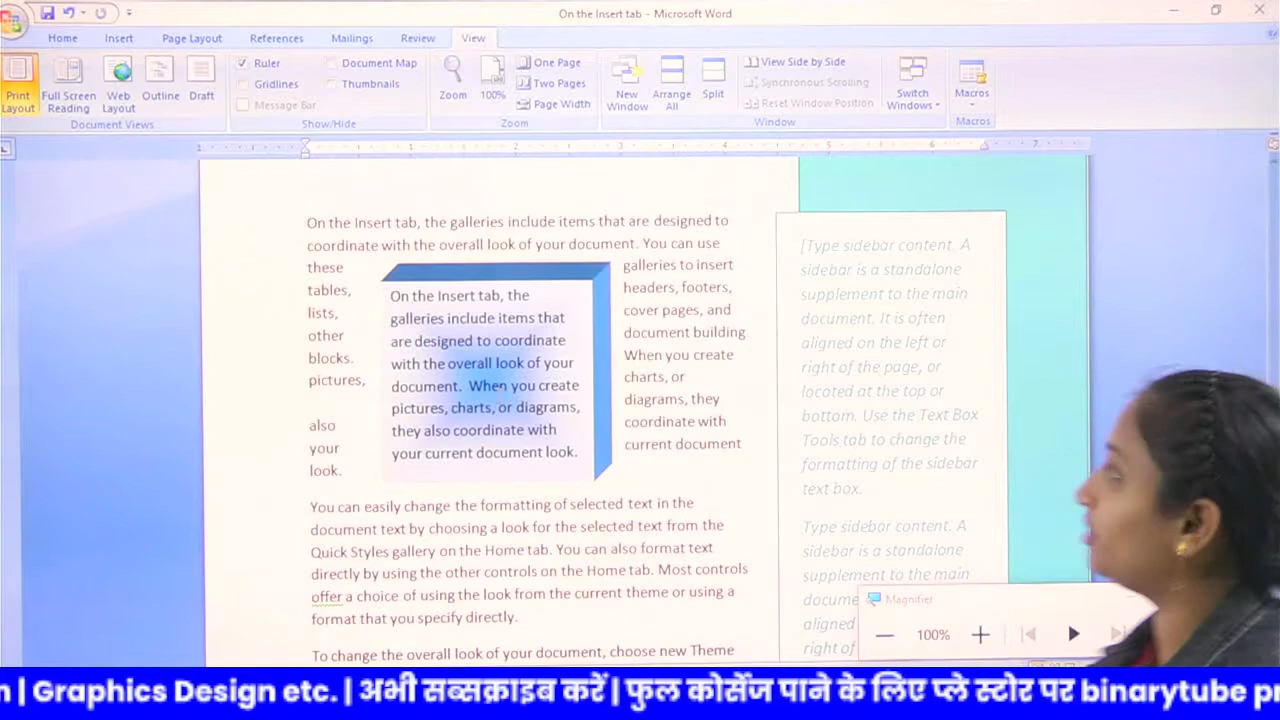 On the Insert tab - Microsoft Word
Home Insert Page Layout References Mailings Review View
Print Layout
Full Screen Reading
Web Layout
Outline
Draft
Document Views
Ruler
Gridlines
Message Bar
Document Map
Thumbnails
Show/Hide
Zoom
100%
One Page
Two Pages
Page Width
Zoom
New Window
Arrange All
Split
View Side by Side
Synchronous Scrolling
Reset Window Position
Window
Switch Windows
Macros
Macros
1 1 2 3 4 5 6 7
On the Insert tab, the galleries include items that are designed to
coordinate with the overall look of your document. You can use
these galleries to insert
tables, headers, footers,
lists, cover pages, and
other document building
blocks. When you create
pictures, charts, or
diagrams, they
also coordinate with
your current document
look.
On the Insert tab, the
galleries include items that
are designed to coordinate
with the overall look of your
document. When you create
pictures, charts, or diagrams,
they also coordinate with
your current document look.
You can easily change the formatting of selected text in the
document text by choosing a look for the selected text from the
Quick Styles gallery on the Home tab. You can also format text
directly by using the other controls on the Home tab. Most controls
offer a choice of using the look from the current theme or using a
format that you specify directly.
To change the overall look of your document, choose new Theme
[Type sidebar content. A
sidebar is a standalone
supplement to the main
document. It is often
aligned on the left or
right of the page, or
located at the top or
bottom. Use the Text Box
Tools tab to change the
formatting of the sidebar
text box.
Type sidebar content. A
sidebar is a standalone
supplement to the main
docume
aligned
right of
Magnifier
100%
n | Graphics Design etc. | अभी सब्सक्राइब करें | फुल कोर्सेज पाने के लिए प्ले स्टोर पर binarytube pr